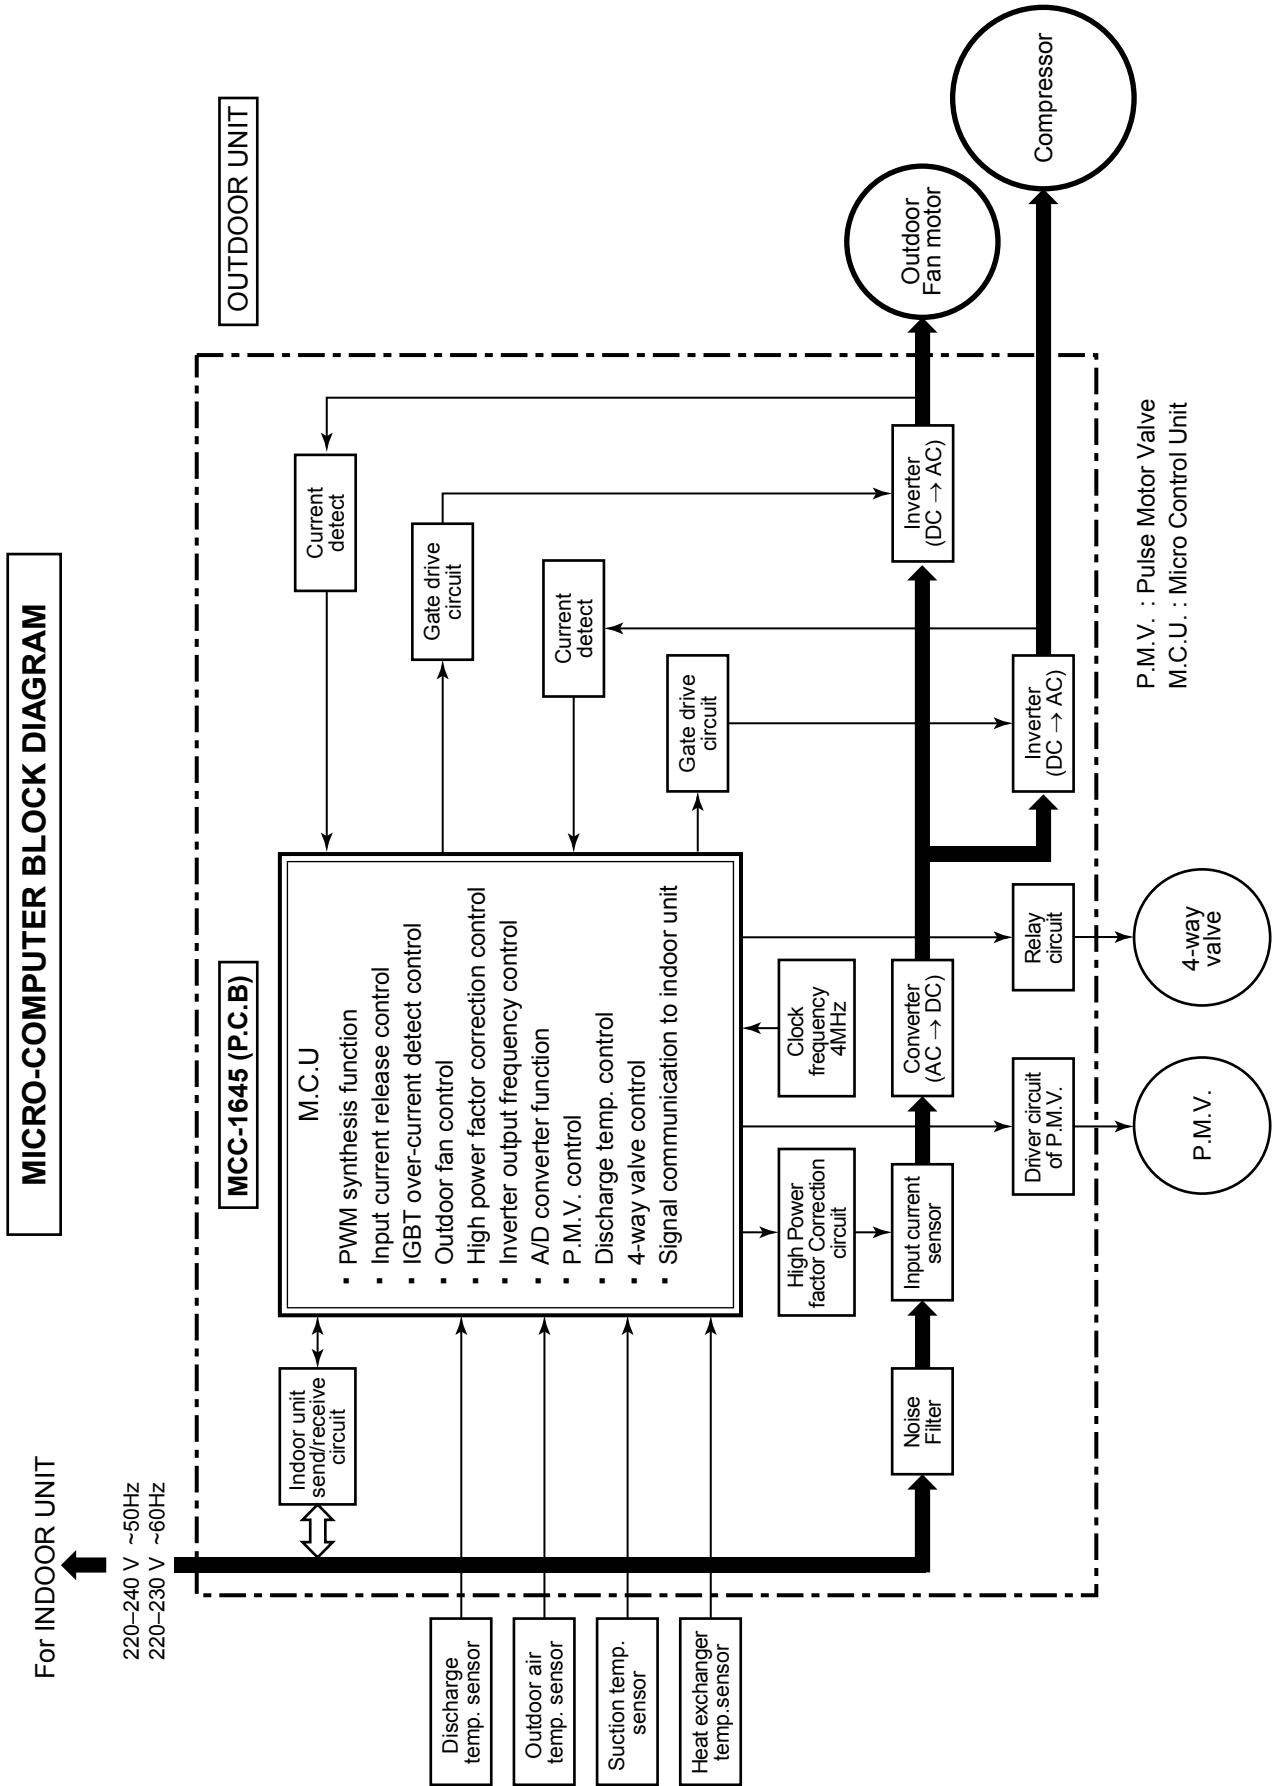 MICRO-COMPUTER BLOCK DIAGRAM
For INDOOR UNIT
220–240 V ~50Hz
220–230 V ~60Hz
MCC-1645 (P.C.B)
OUTDOOR UNIT
Indoor unit
send/receive
circuit
M.C.U
▪ PWM synthesis function
▪ Input current release control
▪ IGBT over-current detect control
▪ Outdoor fan control
▪ High power factor correction control
▪ Inverter output frequency control
▪ A/D converter function
▪ P.M.V. control
▪ Discharge temp. control
▪ 4-way valve control
▪ Signal communication to indoor unit
Current
detect
Gate drive
circuit
Current
detect
Gate drive
circuit
Discharge
temp. sensor
Outdoor air
temp. sensor
Suction temp.
sensor
Heat exchanger
temp.sensor
High Power
factor Correction
circuit
Clock
frequency
4MHz
Noise
Filter
Input current
sensor
Converter
(AC → DC)
Inverter
(DC → AC)
Outdoor
Fan motor
Driver circuit
of P.M.V.
Relay
circuit
Inverter
(DC → AC)
Compressor
P.M.V.
4-way
valve
P.M.V. : Pulse Motor Valve
M.C.U. : Micro Control Unit